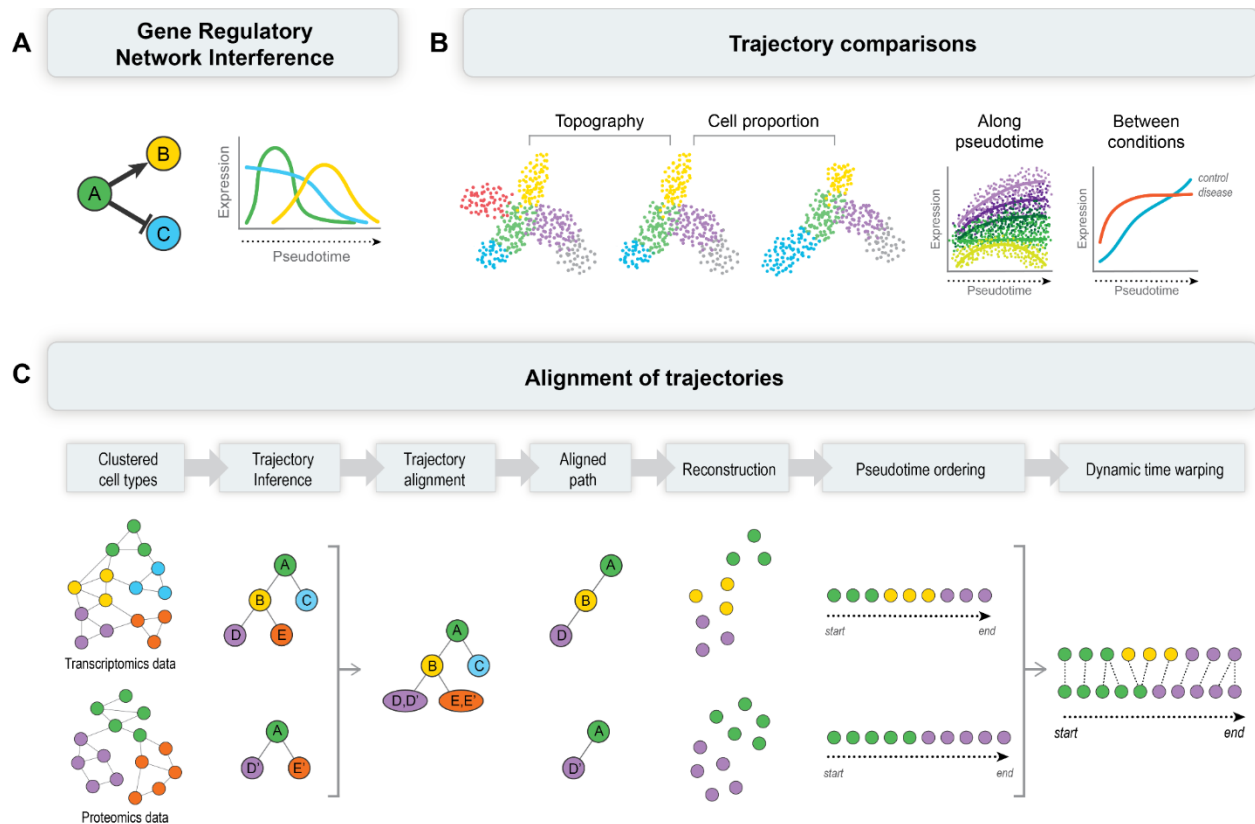 A
Gene Regulatory
Network Interference
B
A
C
Expression
Pseudotime
B
Trajectory comparisons
Topography
Cell proportion
Along
pseudotime
Expression
Pseudotime
Between
conditions
control
disease
Expression
Pseudotime
C
Alignment of trajectories
Clustered
cell types
Trajectory
Inference
Trajectory
alignment
Aligned
path
Reconstruction
Pseudotime ordering
Dynamic time warping
Transcriptomics data
A
B
C
D
E
Proteomics data
A
D'
E'
A
B
C
D,D'
E,E'
A
B
D
A
D'
start
end
start
end
start
end